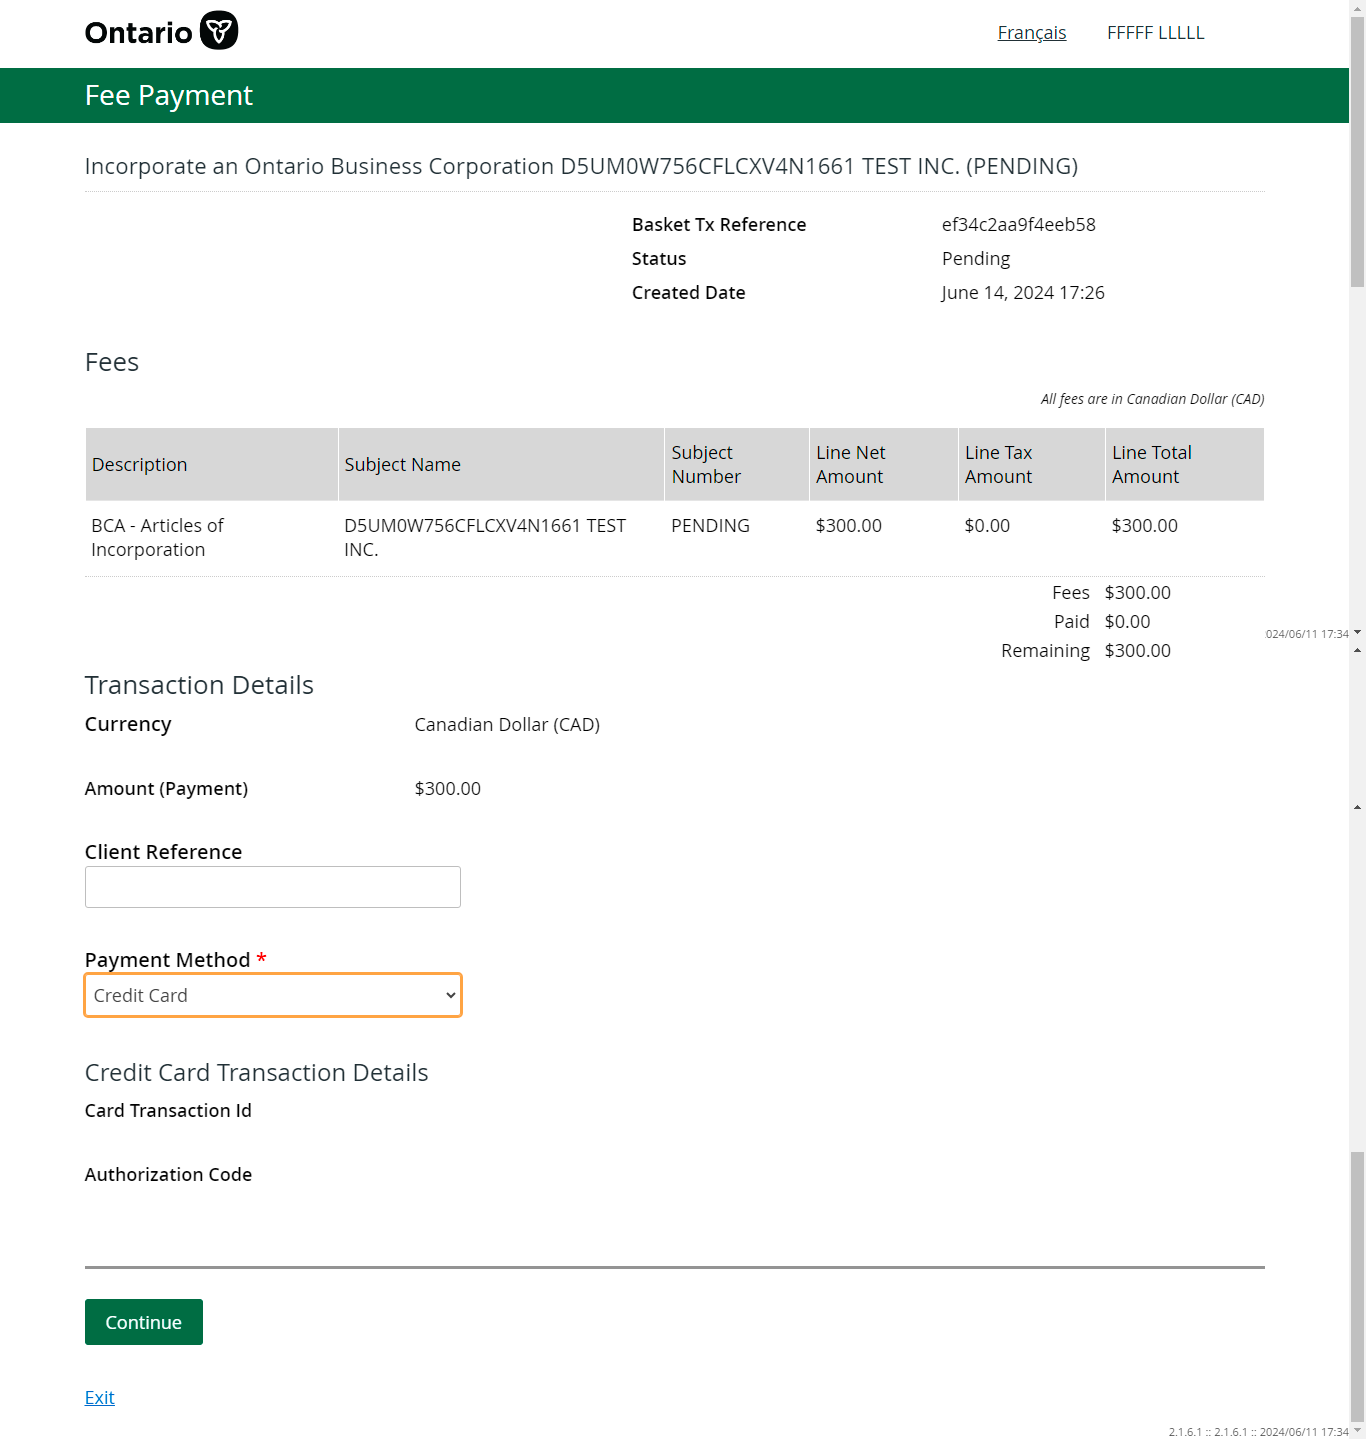 Ontario
Français FFFFF LLLLL
Fee Payment
Incorporate an Ontario Business Corporation D5UM0W756CFLCXV4N1661 TEST INC. (PENDING)
Basket Tx Reference ef34c2aa9f4eeb58
Status Pending
Created Date June 14, 2024 17:26
Fees
All fees are in Canadian Dollar (CAD)
Description Subject Name Subject Number Line Net Amount Line Tax Amount Line Total Amount
BCA - Articles of Incorporation D5UM0W756CFLCXV4N1661 TEST INC. PENDING $300.00 $0.00 $300.00
Fees $300.00
Paid $0.00
024/06/11 17:34
Remaining $300.00
Transaction Details
Currency Canadian Dollar (CAD)
Amount (Payment) $300.00
Client Reference
Payment Method *
Credit Card
Credit Card Transaction Details
Card Transaction Id
Authorization Code
Continue
Exit
2.1.6.1 :: 2.1.6.1 :: 2024/06/11 17:34